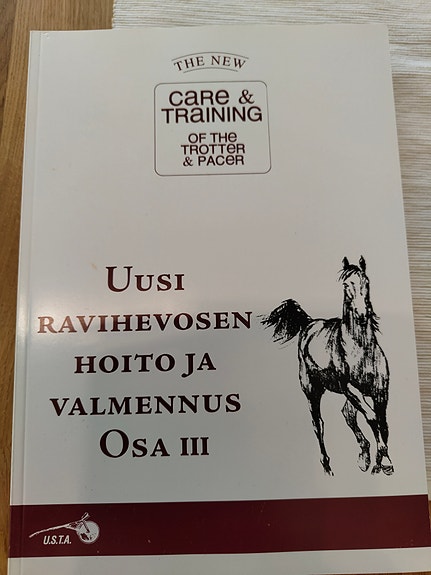 THE NEW
CARE &
TRAINING
OF THE
TROTTER
& PACER
UUSI
RAVIHEVOSEN
HOITO JA
VALMENNUS
OSA III
U.S.T.A.